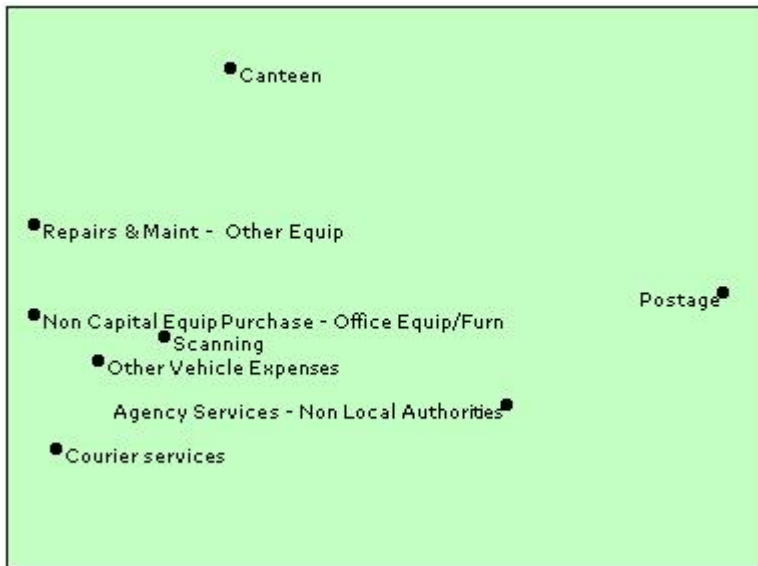 Canteen
Repairs & Maint - Other Equip
Postage
Non Capital Equip Purchase - Office Equip/Furn
Scanning
Other Vehicle Expenses
Agency Services - Non Local Authorities
Courier services